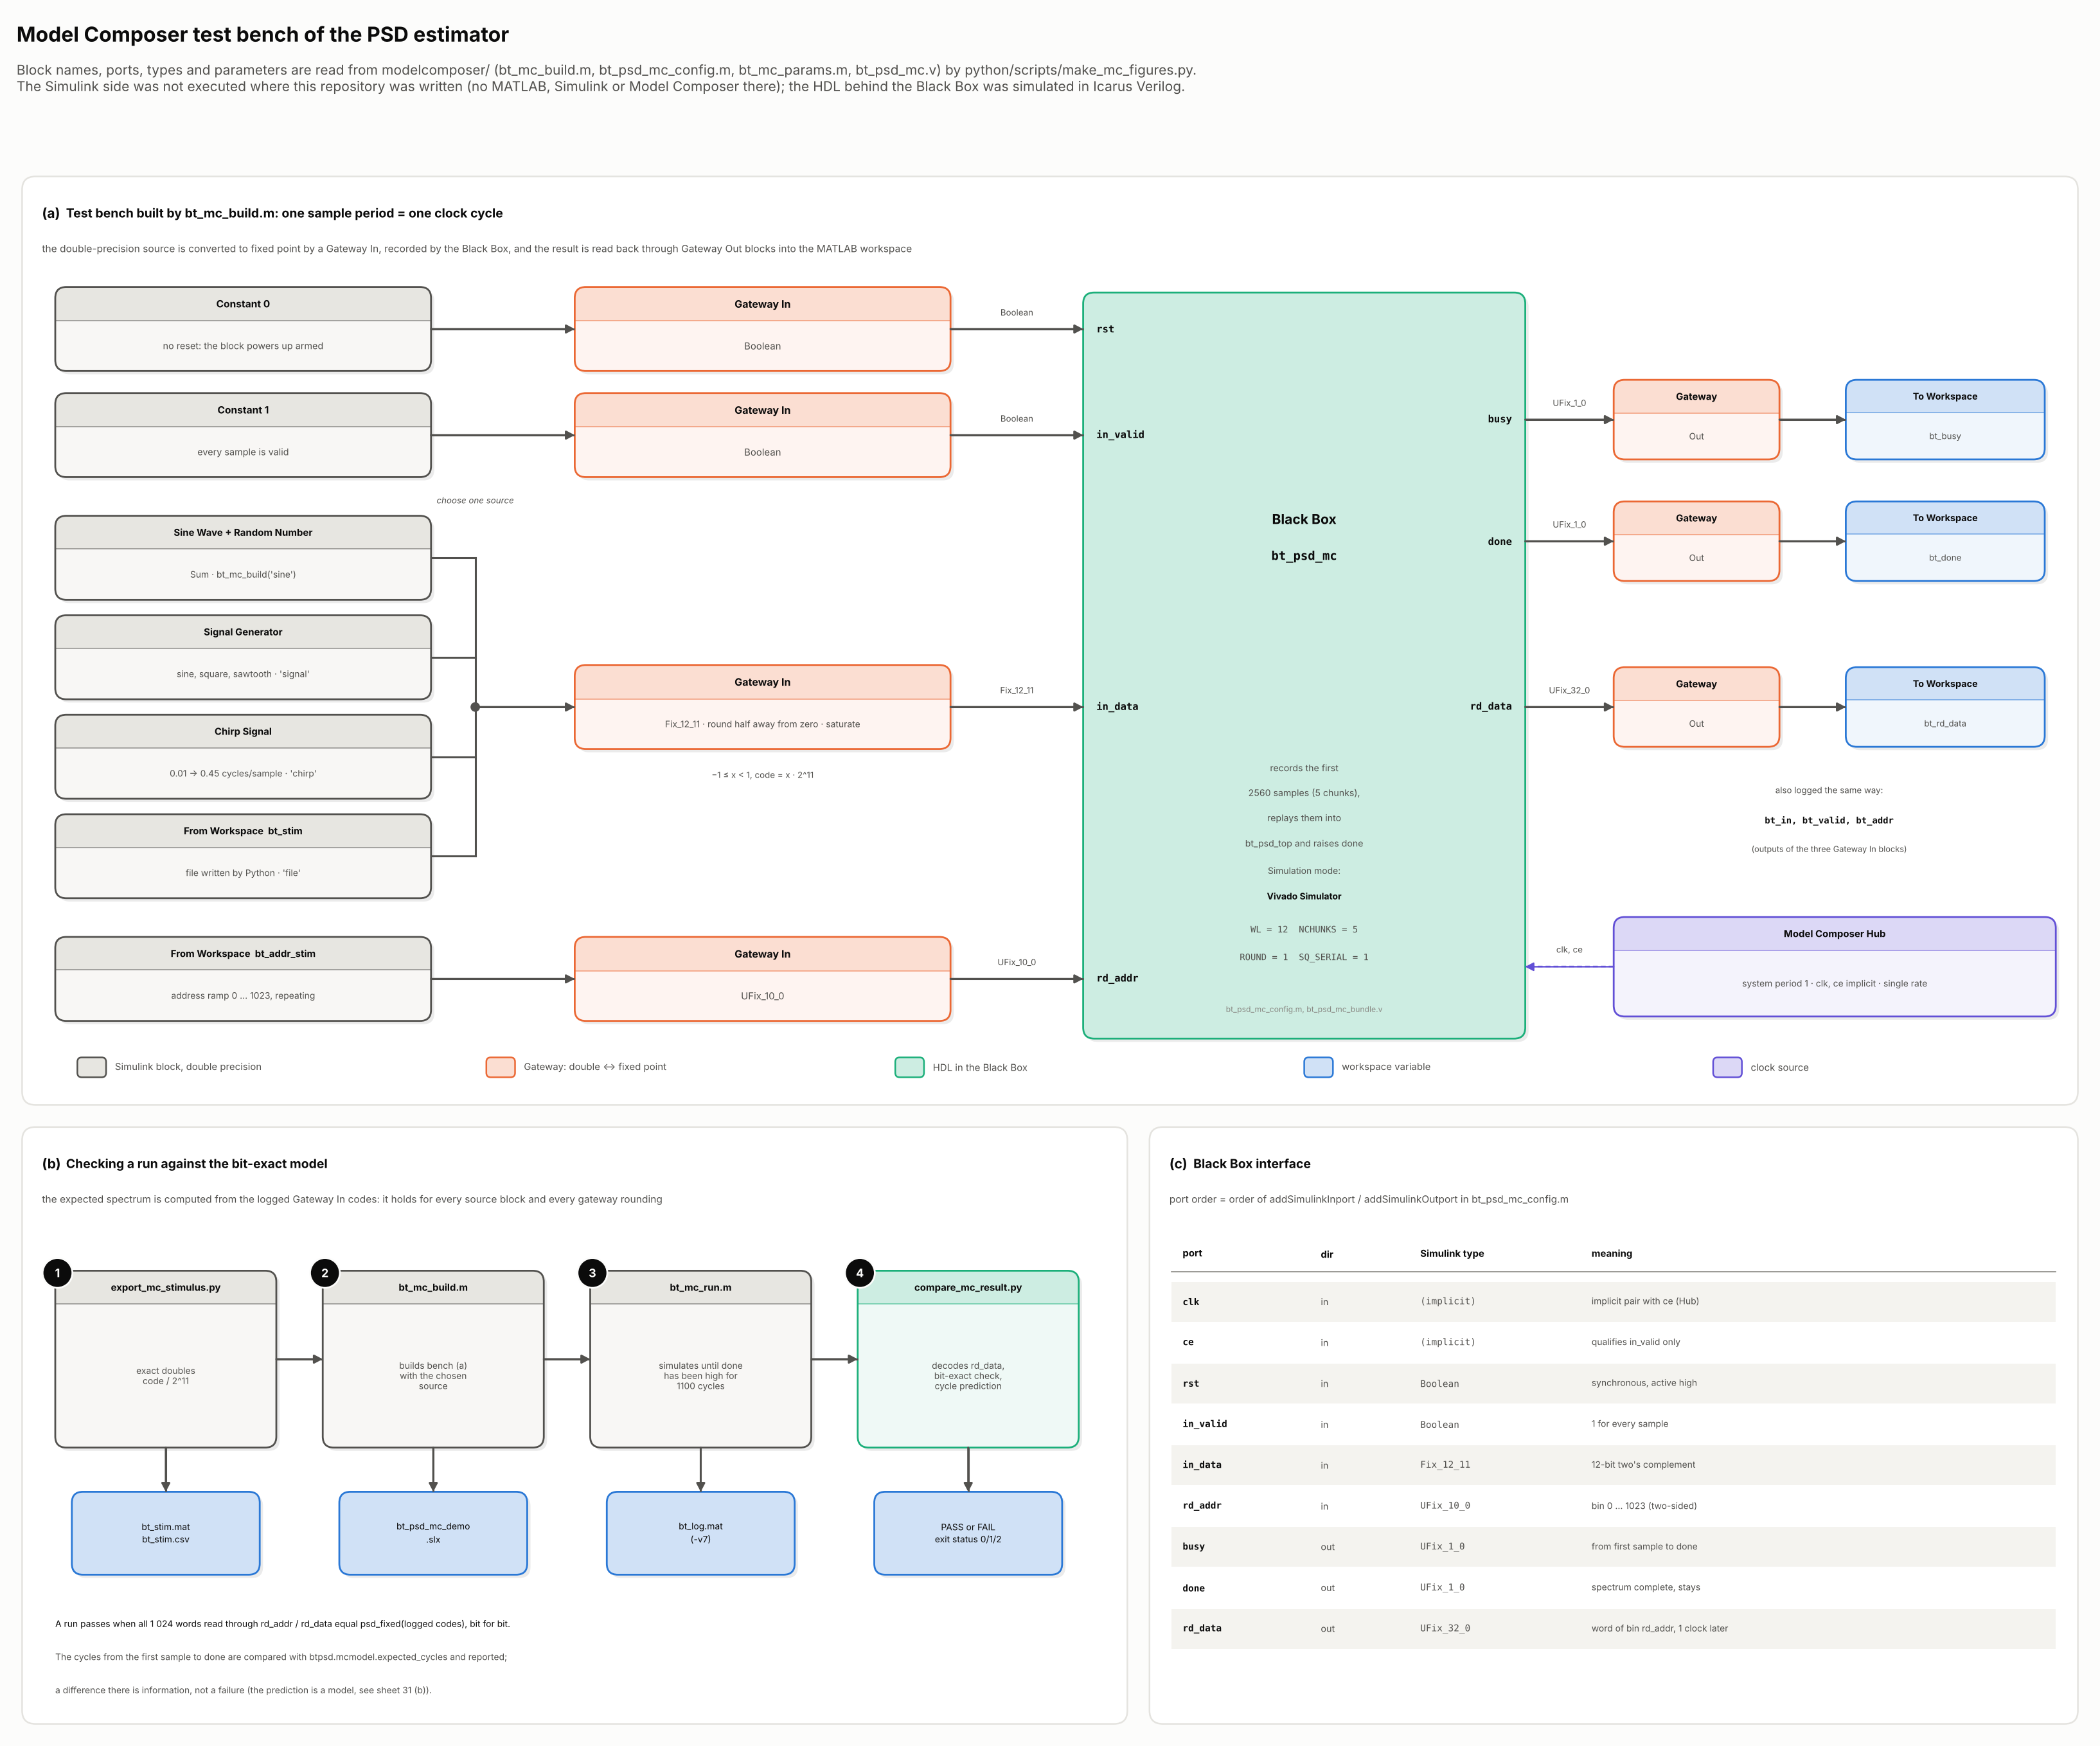 Model Composer test bench of the PSD estimator
Block names, ports, types and parameters are read from modelcomposer/ (bt_mc_build.m, bt_psd_mc_config.m, bt_mc_params.m, bt_psd_mc.v) by python/scripts/make_mc_figures.py.
The Simulink side was not executed where this repository was written (no MATLAB, Simulink or Model Composer there); the HDL behind the Black Box was simulated in Icarus Verilog.
(a) Test bench built by bt_mc_build.m: one sample period = one clock cycle
the double-precision source is converted to fixed point by a Gateway In, recorded by the Black Box, and the result is read back through Gateway Out blocks into the MATLAB workspace
Constant 0
no reset: the block powers up armed
Gateway In
Boolean
Boolean
rst
Constant 1
every sample is valid
Gateway In
Boolean
Boolean
in_valid
choose one source
Sine Wave + Random Number
Sum · bt_mc_build('sine')
Signal Generator
sine, square, sawtooth · 'signal'
Chirp Signal
0.01 → 0.45 cycles/sample · 'chirp'
From Workspace bt_stim
file written by Python · 'file'
Gateway In
Fix_12_11 · round half away from zero · saturate
−1 ≤ x < 1, code = x · 2^11
Fix_12_11
in_data
From Workspace bt_addr_stim
address ramp 0 ... 1023, repeating
Gateway In
UFix_10_0
UFix_10_0
rd_addr
Black Box
bt_psd_mc
records the first
2560 samples (5 chunks),
replays them into
bt_psd_top and raises done
Simulation mode:
Vivado Simulator
WL = 12 NCHUNKS = 5
ROUND = 1 SQ_SERIAL = 1
bt_psd_mc_config.m, bt_psd_mc_bundle.v
busy
UFix_1_0
Gateway
Out
To Workspace
bt_busy
done
UFix_1_0
Gateway
Out
To Workspace
bt_done
rd_data
UFix_32_0
Gateway
Out
To Workspace
bt_rd_data
also logged the same way:
bt_in, bt_valid, bt_addr
(outputs of the three Gateway In blocks)
clk, ce
Model Composer Hub
system period 1 · clk, ce implicit · single rate
Simulink block, double precision
Gateway: double ↔ fixed point
HDL in the Black Box
workspace variable
clock source
(b) Checking a run against the bit-exact model
the expected spectrum is computed from the logged Gateway In codes: it holds for every source block and every gateway rounding
1
export_mc_stimulus.py
exact doubles
code / 2^11
bt_stim.mat
bt_stim.csv
2
bt_mc_build.m
builds bench (a)
with the chosen
source
bt_psd_mc_demo
.slx
3
bt_mc_run.m
simulates until done
has been high for
1100 cycles
bt_log.mat
(-v7)
4
compare_mc_result.py
decodes rd_data,
bit-exact check,
cycle prediction
PASS or FAIL
exit status 0/1/2
A run passes when all 1 024 words read through rd_addr / rd_data equal psd_fixed(logged codes), bit for bit.
The cycles from the first sample to done are compared with btpsd.mcmodel.expected_cycles and reported;
a difference there is information, not a failure (the prediction is a model, see sheet 31 (b)).
(c) Black Box interface
port order = order of addSimulinkInport / addSimulinkOutport in bt_psd_mc_config.m
port dir Simulink type meaning
clk in (implicit) implicit pair with ce (Hub)
ce in (implicit) qualifies in_valid only
rst in Boolean synchronous, active high
in_valid in Boolean 1 for every sample
in_data in Fix_12_11 12-bit two's complement
rd_addr in UFix_10_0 bin 0 ... 1023 (two-sided)
busy out UFix_1_0 from first sample to done
done out UFix_1_0 spectrum complete, stays
rd_data out UFix_32_0 word of bin rd_addr, 1 clock later